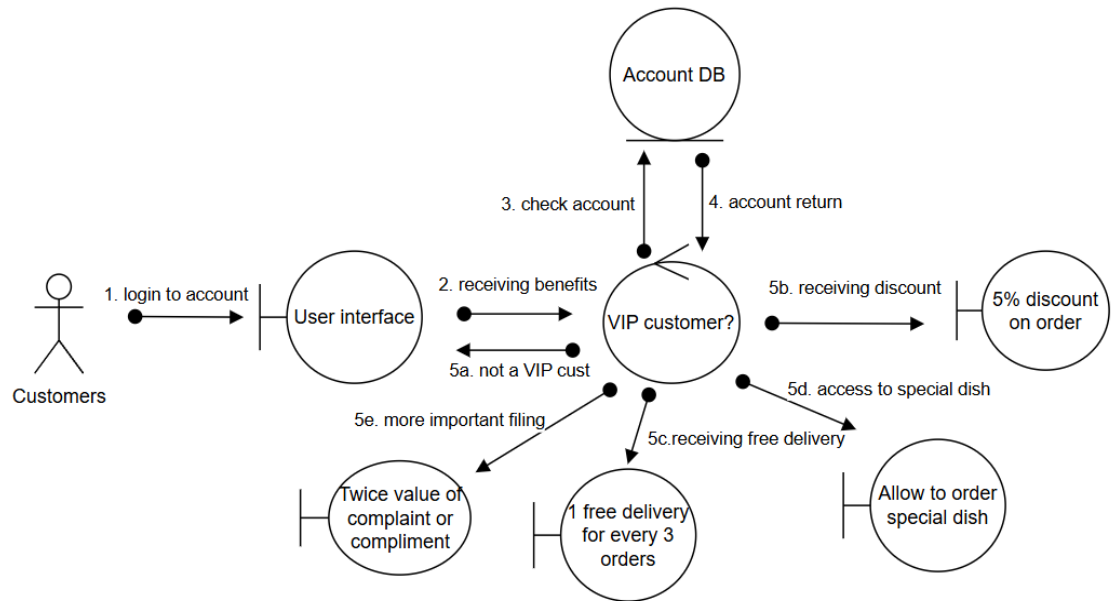 Account DB
3. check account
4. account return
1. login to account
2. receiving benefits
5b. receiving discount
User interface
VIP customer?
5% discount
on order
5a. not a VIP cust
Customers
5d. access to special dish
5e. more important filing
5c.receiving free delivery
Twice value of
complaint or
compliment
1 free delivery
for every 3
orders
Allow to order
special dish